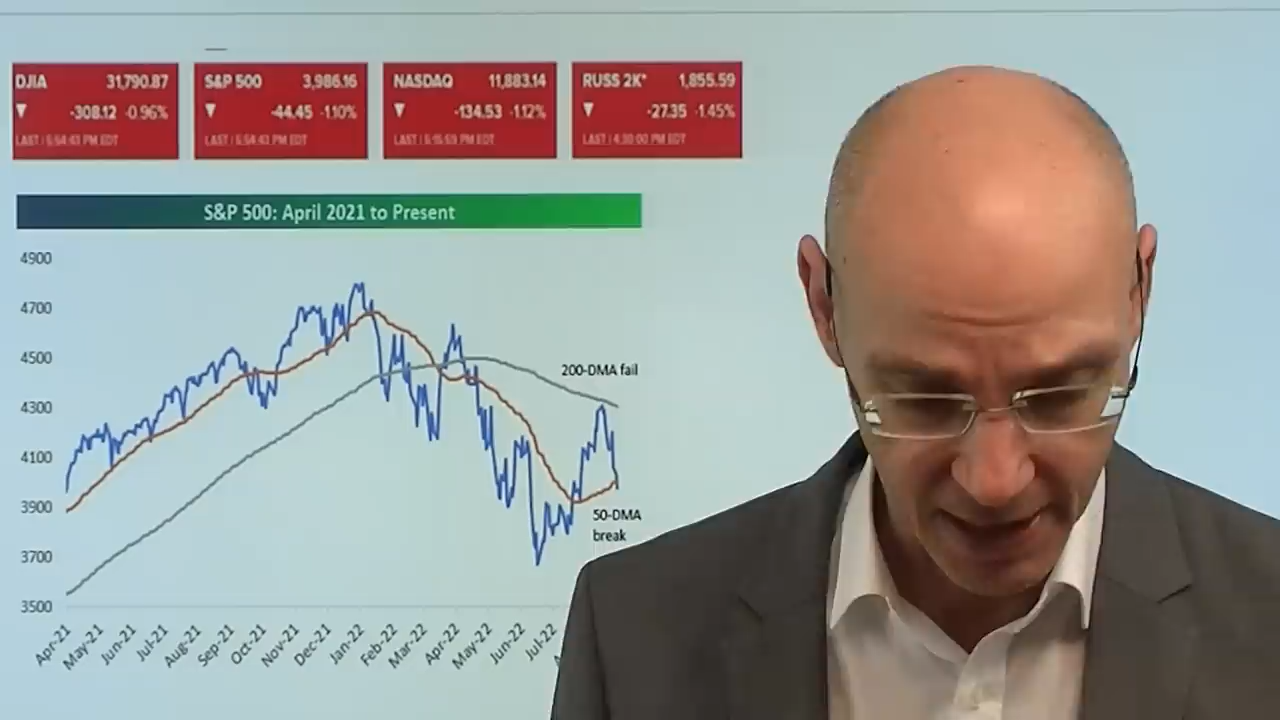 DJIA 31,790.87
▼ -308.12 -0.96%
LAST | 5:54:43 PM EDT
S&P 500 3,986.16
▼ -44.45 -1.10%
LAST | 5:54:43 PM EDT
NASDAQ 11,883.14
▼ -134.53 -1.12%
LAST | 5:15:59 PM EDT
RUSS 2K* 1,855.59
▼ -27.35 -1.45%
LAST | 4:30:00 PM EDT
S&P 500: April 2021 to Present
4900
4700
4500
4300
4100
3900
3700
3500
200-DMA fail
50-DMA
break
Apr-21 May-21 Jun-21 Jul-21 Aug-21 Sep-21 Oct-21 Nov-21 Dec-21 Jan-22 Feb-22 Mar-22 Apr-22 May-22 Jun-22 Jul-22